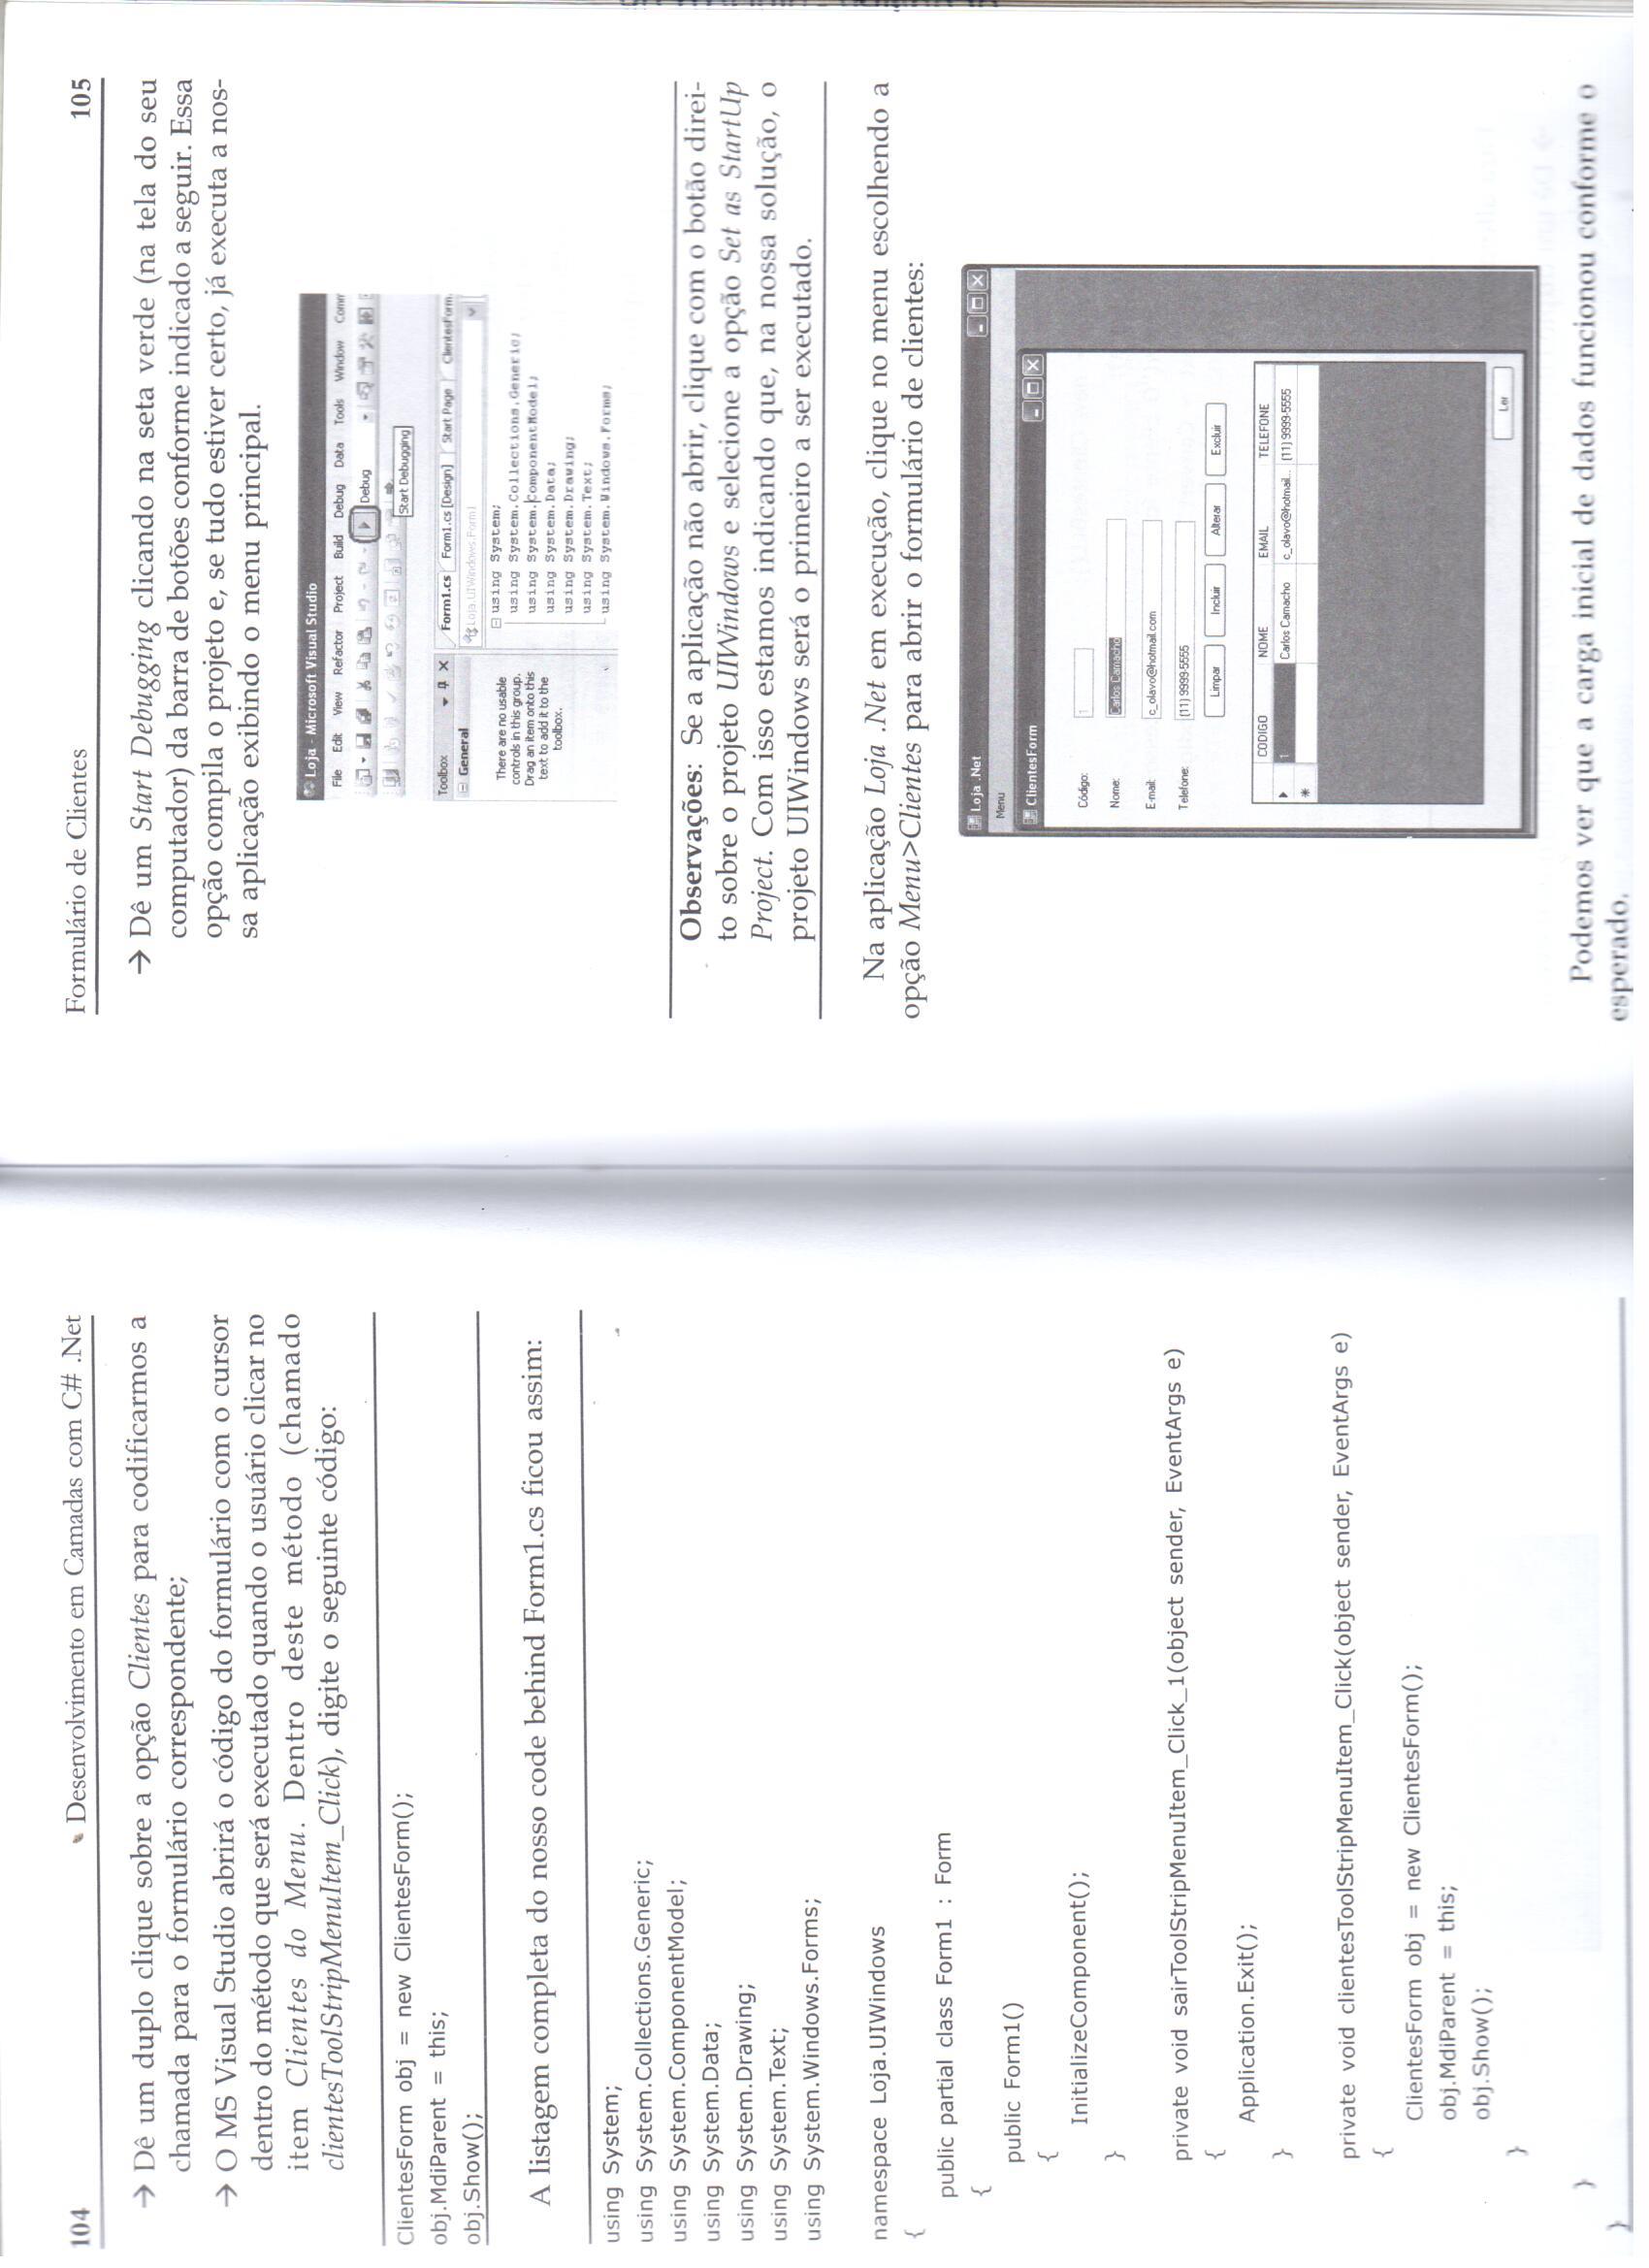 104
Desenvolvimento em Camadas com C# .Net
→ Dê um duplo clique sobre a opção Clientes para codificarmos a
chamada para o formulário correspondente;
→ O MS Visual Studio abrirá o código do formulário com o cursor
dentro do método que será executado quando o usuário clicar no
item Clientes do Menu. Dentro deste método (chamado
clientesToolStripMenuItem_Click), digite o seguinte código:
ClientesForm obj = new ClientesForm();
obj.MdiParent = this;
obj.Show();
A listagem completa do nosso code behind Form1.cs ficou assim:
using System;
using System.Collections.Generic;
using System.ComponentModel;
using System.Data;
using System.Drawing;
using System.Text;
using System.Windows.Forms;
namespace Loja.UIWindows
{
public partial class Form1 : Form
{
public Form1()
{
InitializeComponent();
}
private void sairToolStripMenuItem_Click_1(object sender, EventArgs e)
{
Application.Exit();
}
private void clientesToolStripMenuItem_Click(object sender, EventArgs e)
{
ClientesForm obj = new ClientesForm();
obj.MdiParent = this;
obj.Show();
}
}
}
Formulário de Clientes
105
→ Dê um Start Debugging clicando na seta verde (na tela do seu
computador) da barra de botões conforme indicado a seguir. Essa
opção compila o projeto e, se tudo estiver certo, já executa a nos-
sa aplicação exibindo o menu principal.
Loja - Microsoft Visual Studio
File Edit View Refactor Project Build Debug Data Tools Window Comm
Debug
Start Debugging
Toolbox
Form1.cs Form1.cs [Design] Start Page ClientesForm.
General
Loja.UIWindows.Form1
There are no usable
controls in this group.
Drag an item onto this
text to add it to the
toolbox.
using System;
using System.Collections.Generic;
using System.ComponentModel;
using System.Data;
using System.Drawing;
using System.Text;
using System.Windows.Forms;
Observações: Se a aplicação não abrir, clique com o botão direi-
to sobre o projeto UIWindows e selecione a opção Set as StartUp
Project. Com isso estamos indicando que, na nossa solução, o
projeto UIWindows será o primeiro a ser executado.
Na aplicação Loja .Net em execução, clique no menu escolhendo a
opção Menu>Clientes para abrir o formulário de clientes:
Loja .Net
Menu
ClientesForm
Código: 1
Nome: Carlos Camacho
E-mail: c_olavo@hotmail.com
Telefone: (11) 9999-5555
Limpar Incluir Alterar Excluir
CODIGO NOME EMAIL TELEFONE
1 Carlos Camacho c_olavo@hotmail... (11) 9999-5555
Ler
Podemos ver que a carga inicial de dados funcionou conforme o
esperado.